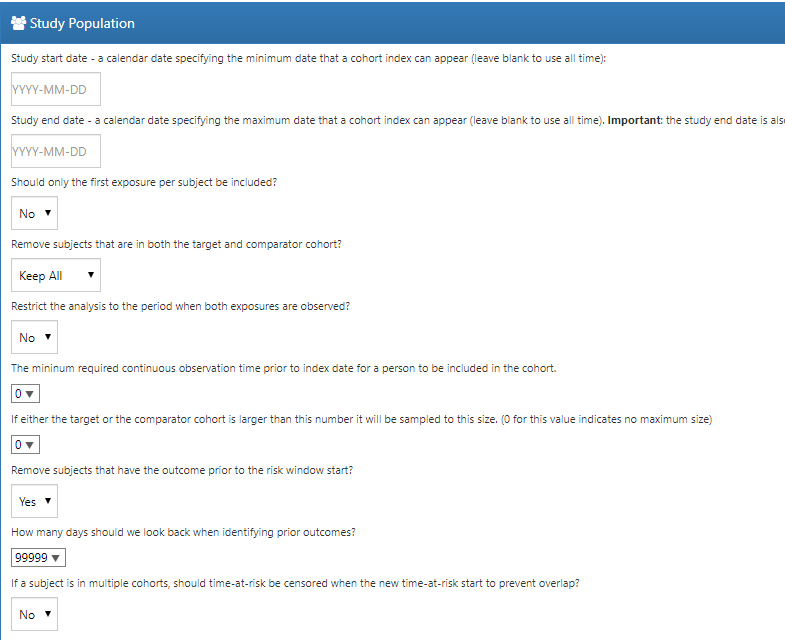 Study Population
Study start date - a calendar date specifying the minimum date that a cohort index can appear (leave blank to use all time):
YYYY-MM-DD
Study end date - a calendar date specifying the maximum date that a cohort index can appear (leave blank to use all time). Important: the study end date is also
YYYY-MM-DD
Should only the first exposure per subject be included?
No
Remove subjects that are in both the target and comparator cohort?
Keep All
Restrict the analysis to the period when both exposures are observed?
No
The mininum required continuous observation time prior to index date for a person to be included in the cohort.
0
If either the target or the comparator cohort is larger than this number it will be sampled to this size. (0 for this value indicates no maximum size)
0
Remove subjects that have the outcome prior to the risk window start?
Yes
How many days should we look back when identifying prior outcomes?
99999
If a subject is in multiple cohorts, should time-at-risk be censored when the new time-at-risk start to prevent overlap?
No